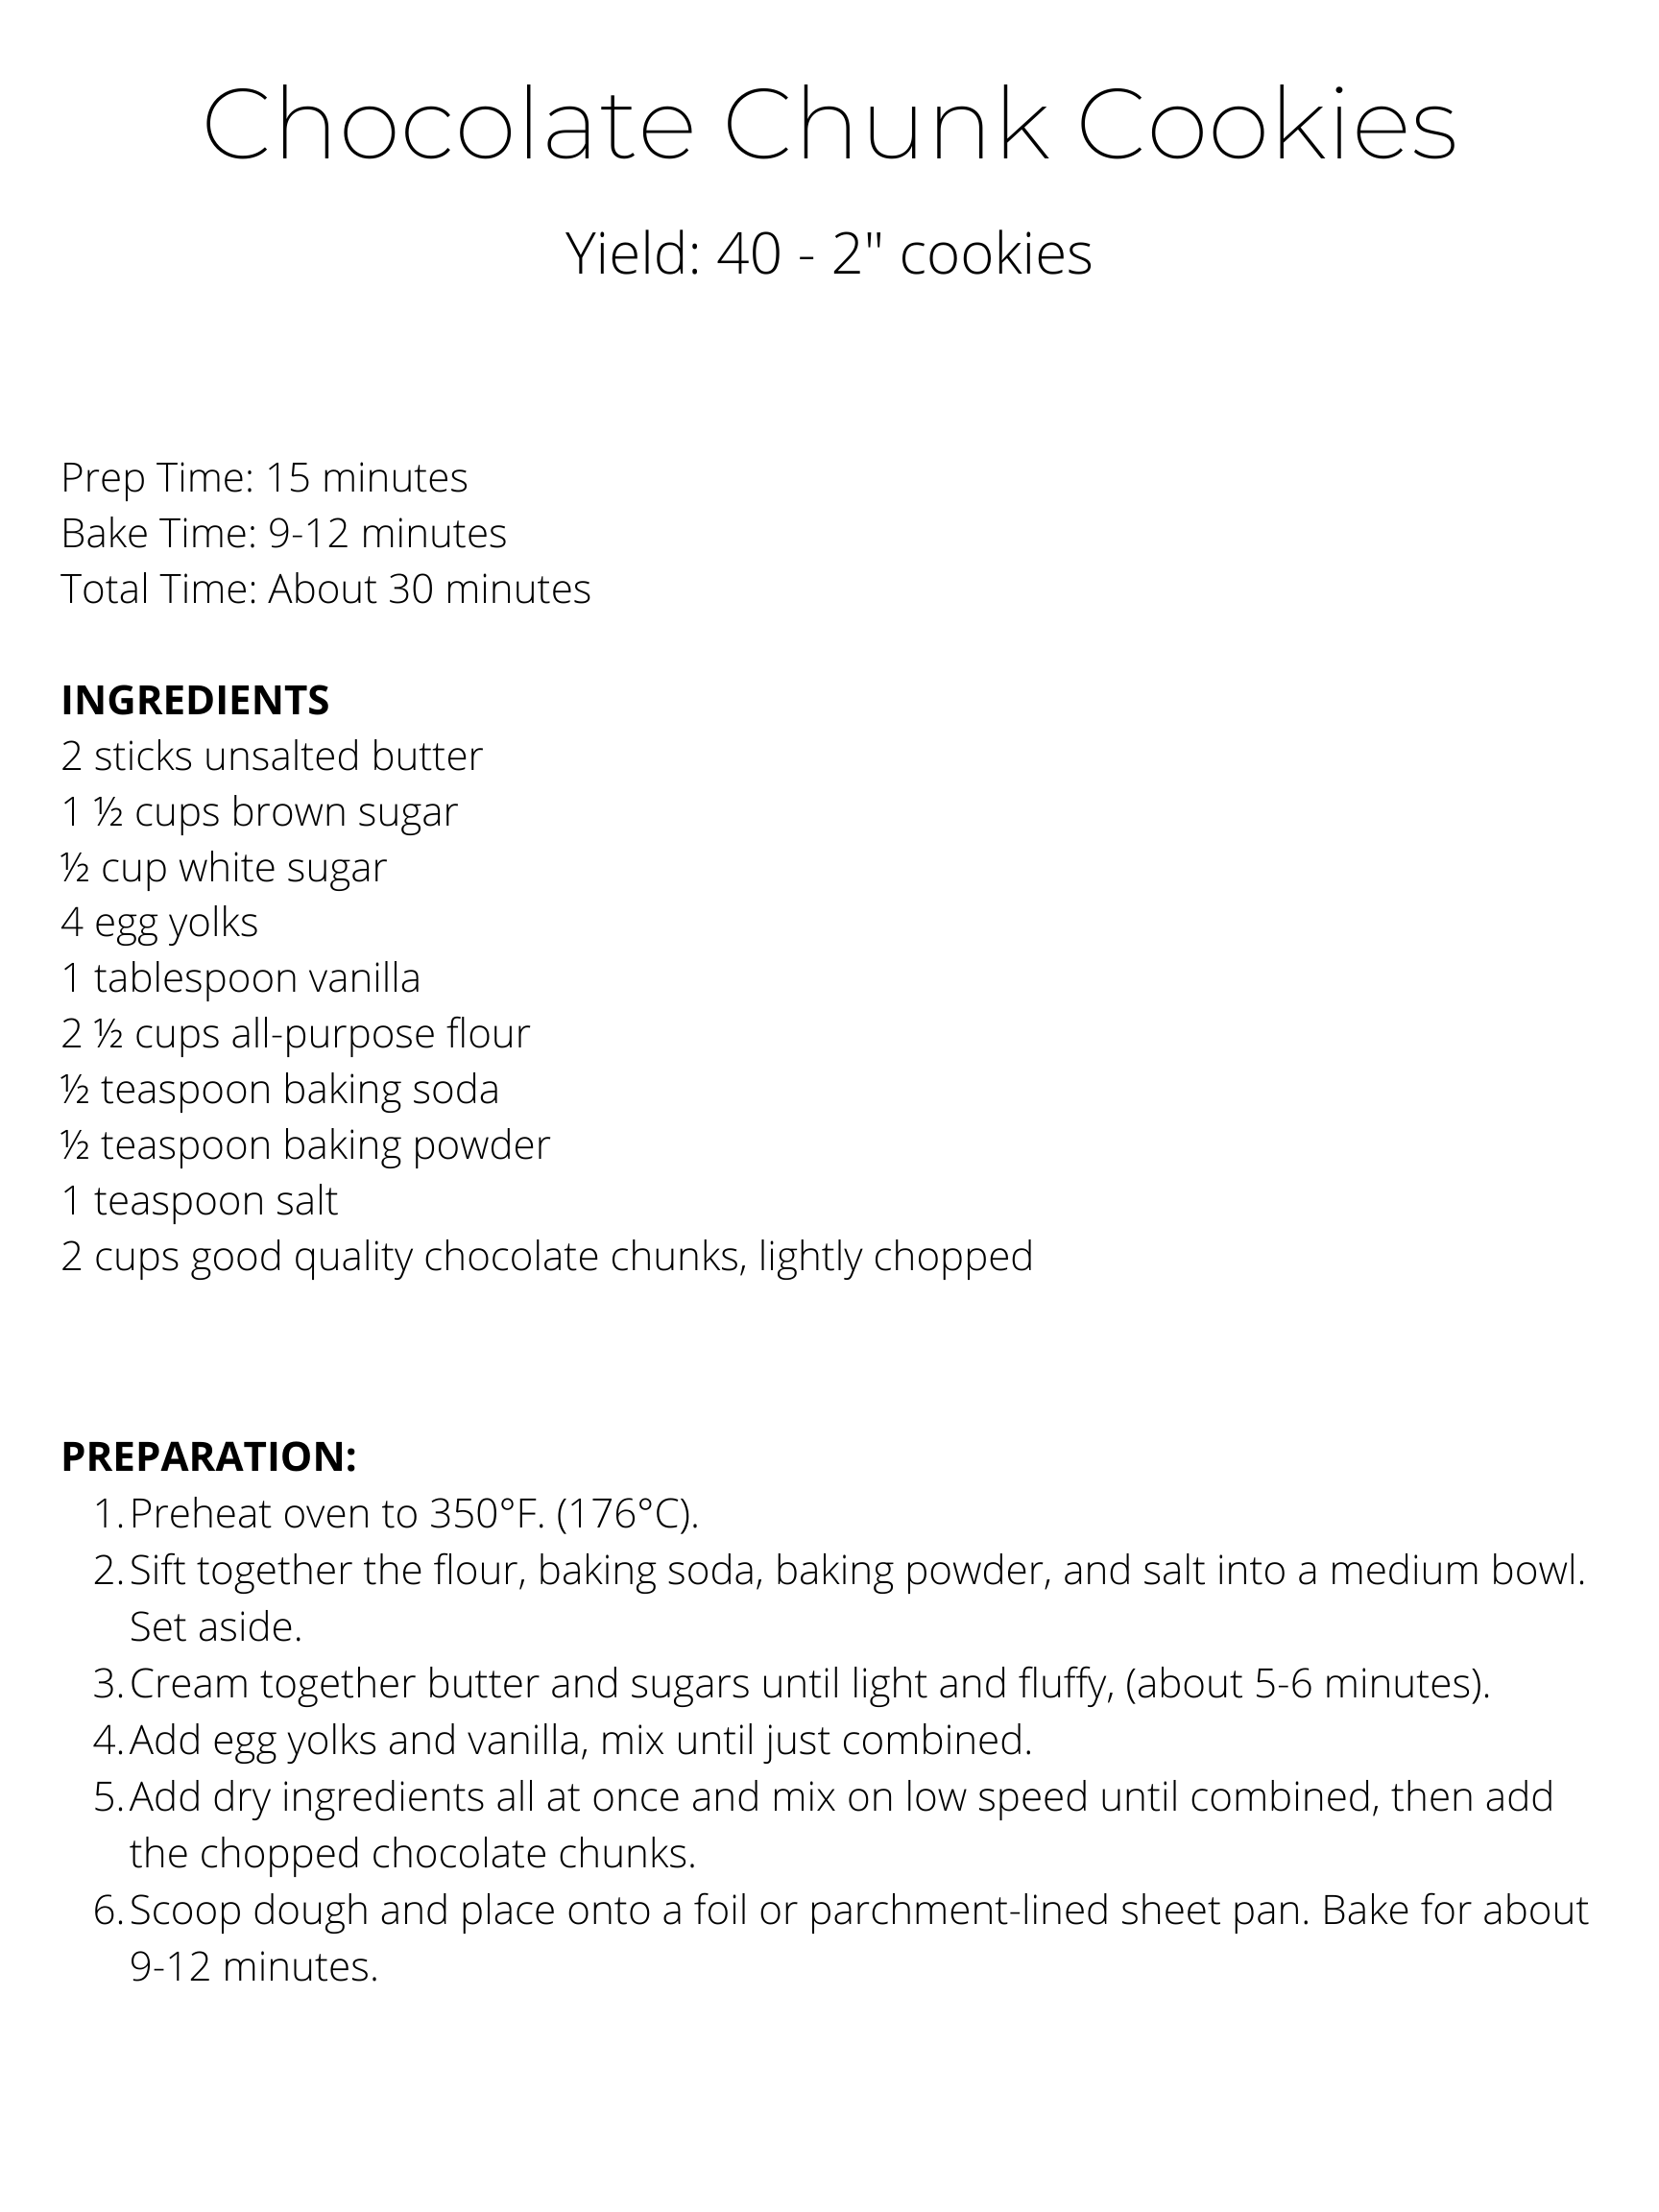 Chocolate Chunk Cookies
Yield: 40 - 2" cookies
Prep Time: 15 minutes
Bake Time: 9-12 minutes
Total Time: About 30 minutes
INGREDIENTS
2 sticks unsalted butter
1 ½ cups brown sugar
½ cup white sugar
4 egg yolks
1 tablespoon vanilla
2 ½ cups all-purpose flour
½ teaspoon baking soda
½ teaspoon baking powder
1 teaspoon salt
2 cups good quality chocolate chunks, lightly chopped
PREPARATION:
1. Preheat oven to 350°F. (176°C).
2. Sift together the flour, baking soda, baking powder, and salt into a medium bowl.
Set aside.
3. Cream together butter and sugars until light and fluffy, (about 5-6 minutes).
4. Add egg yolks and vanilla, mix until just combined.
5. Add dry ingredients all at once and mix on low speed until combined, then add
the chopped chocolate chunks.
6. Scoop dough and place onto a foil or parchment-lined sheet pan. Bake for about
9-12 minutes.